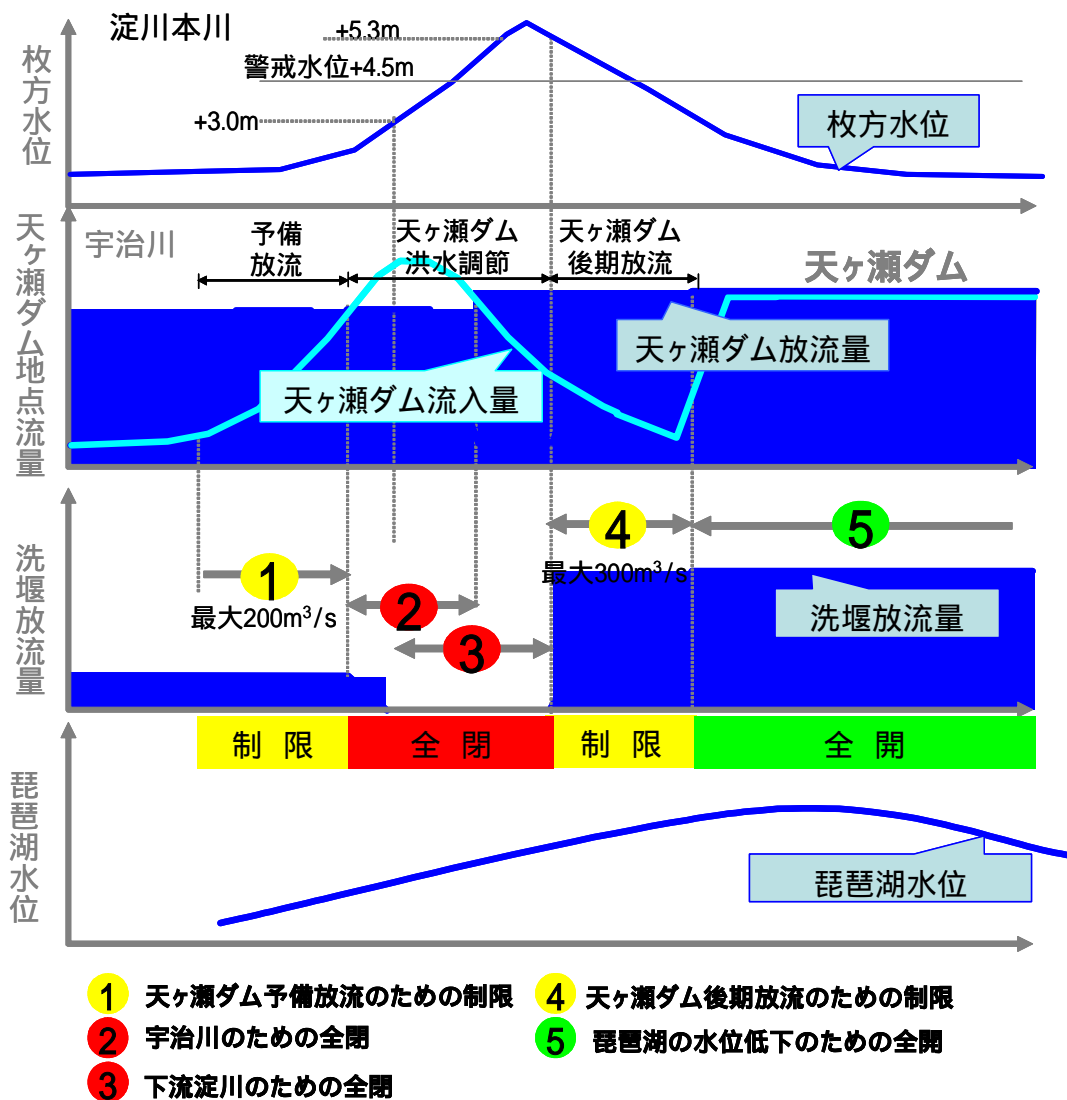 淀川本川
+5.3m
警戒水位+4.5m
+3.0m
枚方水位
枚方水位
天ヶ瀬ダム地点流量
宇治川
予備
放流
天ヶ瀬ダム
洪水調節
天ヶ瀬ダム
後期放流
天ヶ瀬ダム
天ヶ瀬ダム放流量
天ヶ瀬ダム流入量
洗堰放流量
1
最大200m³/s
2
3
4
最大300m³/s
5
洗堰放流量
制 限
全 閉
制 限
全 開
琵琶湖水位
琵琶湖水位
1 天ヶ瀬ダム予備放流のための制限
2 宇治川のための全閉
3 下流淀川のための全閉
4 天ヶ瀬ダム後期放流のための制限
5 琵琶湖の水位低下のための全開